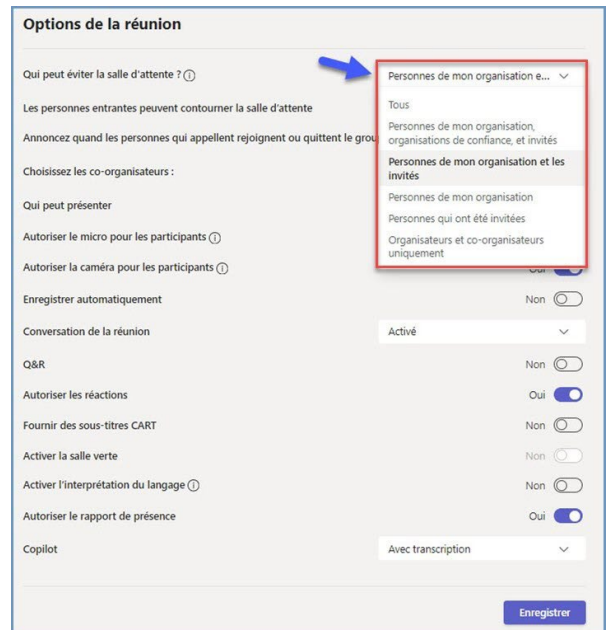 Options de la réunion
Qui peut éviter la salle d'attente ?
Personnes de mon organisation e...
Les personnes entrantes peuvent contourner la salle d'attente
Annoncez quand les personnes qui appellent rejoignent ou quittent le grou
Choisissez les co-organisateurs :
Qui peut présenter
Autoriser le micro pour les participants
Autoriser la caméra pour les participants
Tous
Personnes de mon organisation,
organisations de confiance, et invités
Personnes de mon organisation et les
invités
Personnes de mon organisation
Personnes qui ont été invitées
Organisateurs et co-organisateurs
uniquement
Oui
Enregistrer automatiquement
Non
Conversation de la réunion
Activé
Q&R
Non
Autoriser les réactions
Oui
Fournir des sous-titres CART
Non
Activer la salle verte
Non
Activer l'interprétation du langage
Non
Autoriser le rapport de présence
Oui
Copilot
Avec transcription
Enregistrer